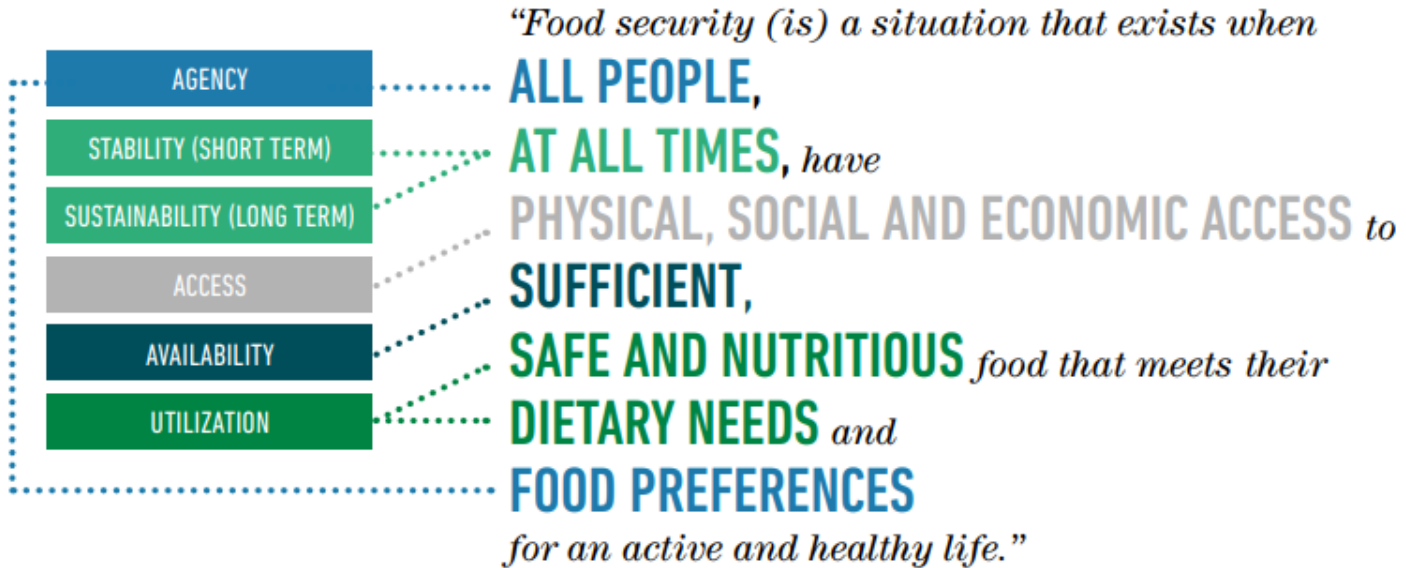 “Food security (is) a situation that exists when
AGENCY
ALL PEOPLE,
STABILITY (SHORT TERM)
AT ALL TIMES, have
SUSTAINABILITY (LONG TERM)
PHYSICAL, SOCIAL AND ECONOMIC ACCESS to
ACCESS
SUFFICIENT,
AVAILABILITY
SAFE AND NUTRITIOUS food that meets their
UTILIZATION
DIETARY NEEDS and
FOOD PREFERENCES
for an active and healthy life.”